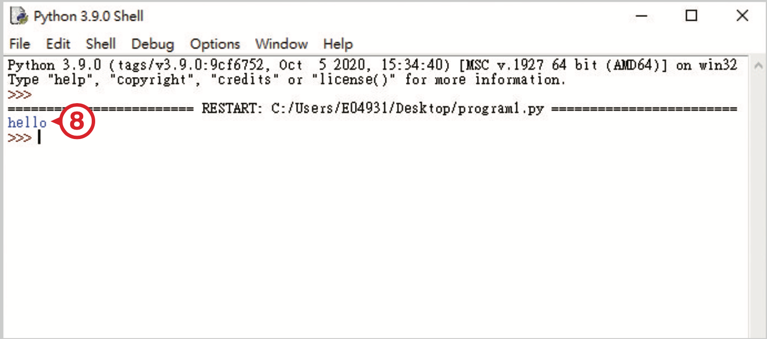 Python 3.9.0 Shell
File Edit Shell Debug Options Window Help
Python 3.9.0 (tags/v3.9.0:9cf6752, Oct  5 2020, 15:34:40) [MSC v.1927 64 bit (AMD64)] on win32
Type "help", "copyright", "credits" or "license()" for more information.
>>>
======================== RESTART: C:/Users/E04931/Desktop/program1.py ========================
hello 8
>>>